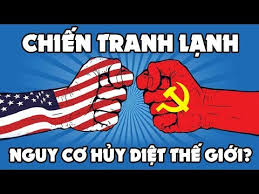 CHIẾN TRANH LẠNH
NGUY CƠ HỦY DIỆT THẾ GIỚI?